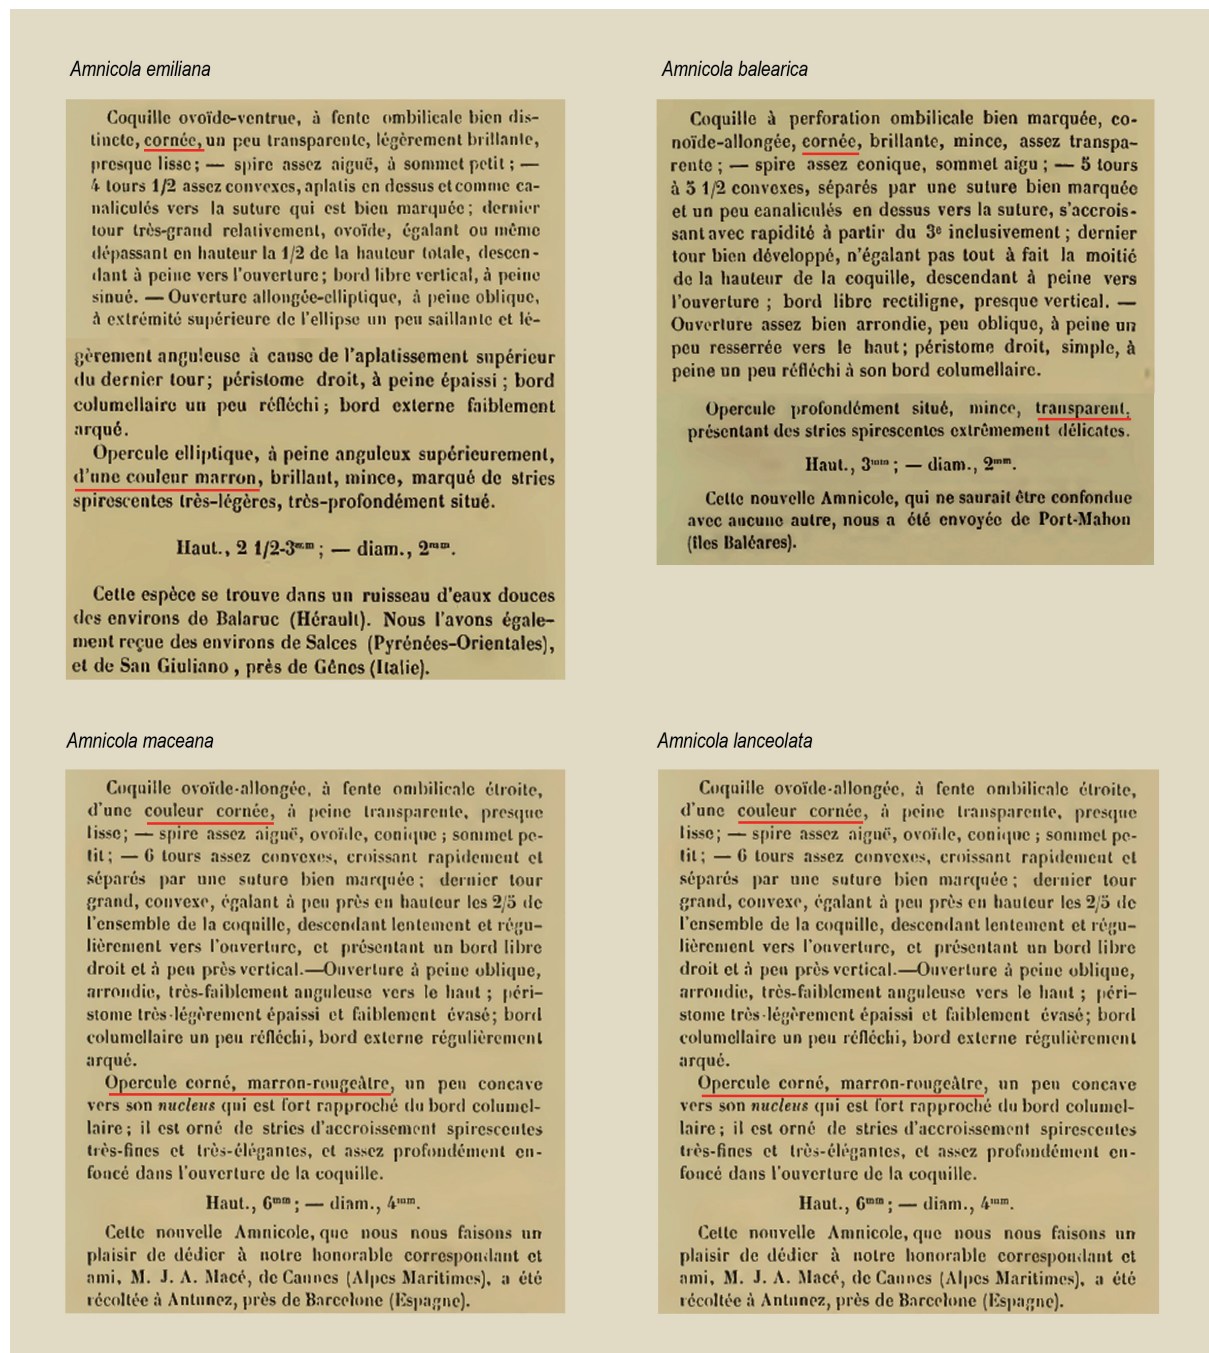 Amnicola emiliana
Coquille ovoïde-ventrue, à fente ombilicale bien dis-
tincte, cornée, un peu transparente, légèrement brillante,
presque lisse; — spire assez aiguë, à sommet petit; —
4 tours 1/2 assez convexes, aplatis en dessus et comme ca-
naliculés vers la suture qui est bien marquée; dernier
tour très-grand relativement, ovoïde, égalant ou même
dépassant en hauteur la 1/2 de la hauteur totale, descen-
dant à peine vers l'ouverture; bord libre vertical, à peine
sinué. — Ouverture allongée-elliptique, à peine oblique,
à extrémité supérieure de l'ellipse un peu saillante et lé-
gèrement anguleuse à cause de l'aplatissement supérieur
du dernier tour; péristome droit, à peine épaissi; bord
columellaire un peu réfléchi; bord externe faiblement
arqué.
Opercule elliptique, à peine anguleux supérieurement,
d'une couleur marron, brillant, mince, marqué de stries
spirescentes très-légères, très-profondément situé.
Haut., 2 1/2-3mm; — diam., 2mm.
Cette espèce se trouve dans un ruisseau d'eaux douces
des environs de Balaruc (Hérault). Nous l'avons égale-
ment reçue des environs de Salces (Pyrénées-Orientales),
et de San Giuliano, près de Gênes (Italie).
Amnicola balearica
Coquille à perforation ombilicale bien marquée, co-
noïde-allongée, cornée, brillante, mince, assez transpa-
rente; — spire assez conique, sommet aigu; — 5 tours
à 5 1/2 convexes, séparés par une suture bien marquée
et un peu canaliculés en dessus vers la suture, s'accrois-
sant avec rapidité à partir du 3e inclusivement; dernier
tour bien développé, n'égalant pas tout à fait la moitié
de la hauteur de la coquille, descendant à peine vers
l'ouverture; bord libre rectiligne, presque vertical. —
Ouverture assez bien arrondie, peu oblique, à peine un
peu resserrée vers le haut; péristome droit, simple, à
peine un peu réfléchi à son bord columellaire.
Opercule profondément situé, mince, transparent,
présentant des stries spirescentes extrêmement délicates.
Haut., 3mm; — diam., 2mm.
Cette nouvelle Amnicole, qui ne saurait être confondue
avec aucune autre, nous a été envoyée de Port-Mahon
(îles Baléares).
Amnicola maceana
Coquille ovoïde-allongée, à fente ombilicale étroite,
d'une couleur cornée, à peine transparente, presque
lisse; — spire assez aiguë, ovoïde, conique; sommet pe-
tit; — 6 tours assez convexes, croissant rapidement et
séparés par une suture bien marquée; dernier tour
grand, convexe, égalant à peu près en hauteur les 2/5 de
l'ensemble de la coquille, descendant lentement et régu-
lièrement vers l'ouverture, et présentant un bord libre
droit et à peu près vertical.—Ouverture à peine oblique,
arrondie, très-faiblement anguleuse vers le haut; péri-
stome très-légèrement épaissi et faiblement évasé; bord
columellaire un peu réfléchi, bord externe régulièrement
arqué.
Opercule corné, marron-rougeâtre, un peu concave
vers son nucleus qui est fort rapproché du bord columel-
laire; il est orné de stries d'accroissement spirescentes
très-fines et très-élégantes, et assez profondément en-
foncé dans l'ouverture de la coquille.
Haut., 6mm; — diam., 4mm.
Cette nouvelle Amnicole, que nous nous faisons un
plaisir de dédier à notre honorable correspondant et
ami, M. J. A. Macé, de Cannes (Alpes Maritimes), a été
récoltée à Antunez, près de Barcelone (Espagne).
Amnicola lanceolata
Coquille ovoïde-allongée, à fente ombilicale étroite,
d'une couleur cornée, à peine transparente, presque
lisse; — spire assez aiguë, ovoïde, conique; sommet pe-
tit; — 6 tours assez convexes, croissant rapidement et
séparés par une suture bien marquée; dernier tour
grand, convexe, égalant à peu près en hauteur les 2/5 de
l'ensemble de la coquille, descendant lentement et régu-
lièrement vers l'ouverture, et présentant un bord libre
droit et à peu près vertical.—Ouverture à peine oblique,
arrondie, très-faiblement anguleuse vers le haut; péri-
stome très-légèrement épaissi et faiblement évasé; bord
columellaire un peu réfléchi, bord externe régulièrement
arqué.
Opercule corné, marron-rougeâtre, un peu concave
vers son nucleus qui est fort rapproché du bord columel-
laire; il est orné de stries d'accroissement spirescentes
très-fines et très-élégantes, et assez profondément en-
foncé dans l'ouverture de la coquille.
Haut., 6mm; — diam., 4mm.
Cette nouvelle Amnicole, que nous nous faisons un
plaisir de dédier à notre honorable correspondant et
ami, M. J. A. Macé, de Cannes (Alpes Maritimes), a été
récoltée à Antunez, près de Barcelone (Espagne).